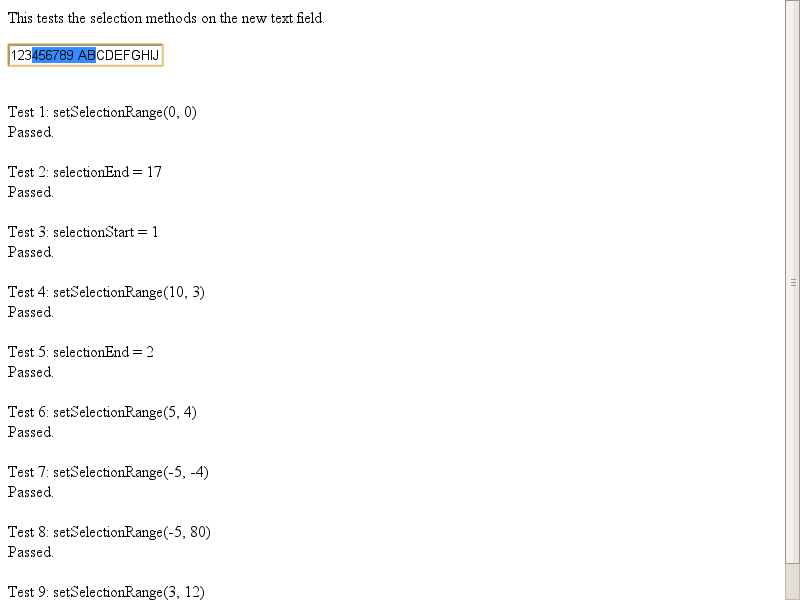 This tests the selection methods on the new text field.
123456789 ABCDEFGHIJ
Test 1: setSelectionRange(0, 0)
Passed.
Test 2: selectionEnd = 17
Passed.
Test 3: selectionStart = 1
Passed.
Test 4: setSelectionRange(10, 3)
Passed.
Test 5: selectionEnd = 2
Passed.
Test 6: setSelectionRange(5, 4)
Passed.
Test 7: setSelectionRange(-5, -4)
Passed.
Test 8: setSelectionRange(-5, 80)
Passed.
Test 9: setSelectionRange(3, 12)